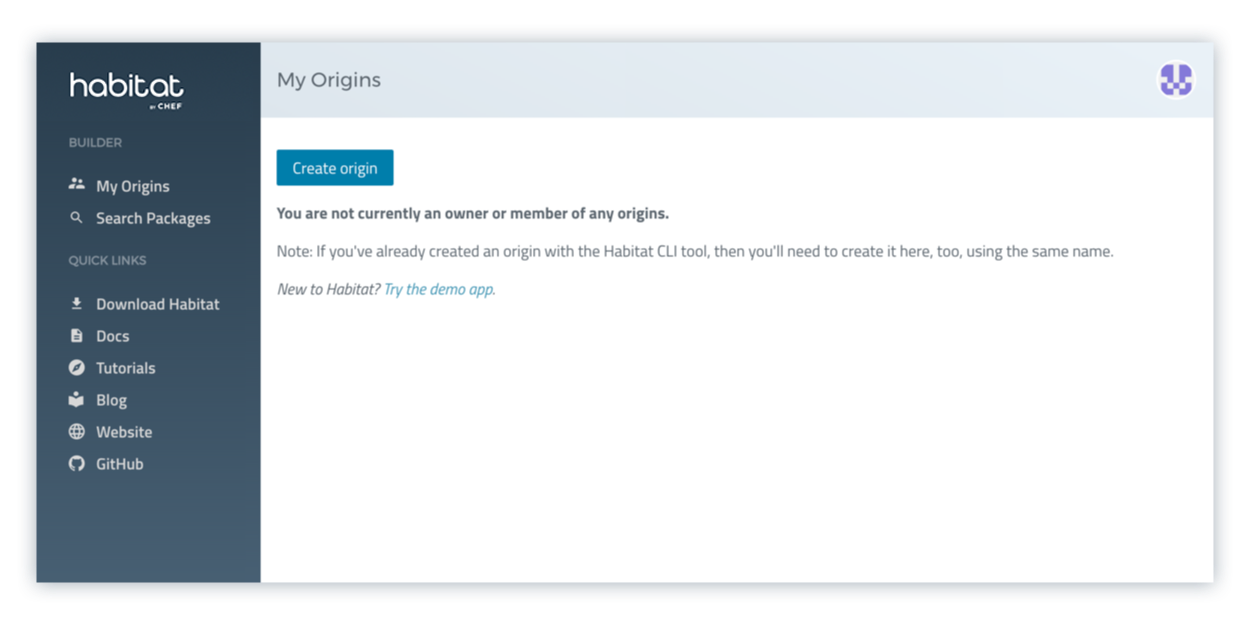 habitat
BY CHEF
BUILDER
My Origins
Search Packages
QUICK LINKS
Download Habitat
Docs
Tutorials
Blog
Website
GitHub
My Origins
Create origin
You are not currently an owner or member of any origins.
Note: If you've already created an origin with the Habitat CLI tool, then you'll need to create it here, too, using the same name.
New to Habitat? Try the demo app.